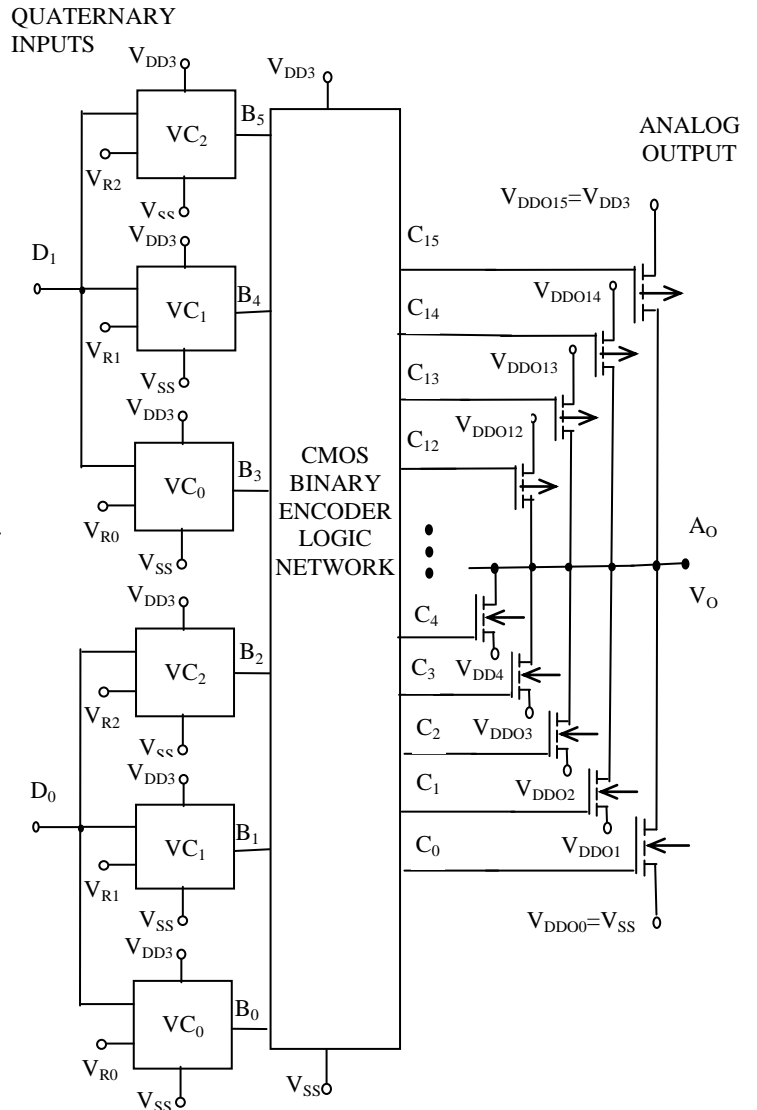 QUATERNARY
INPUTS
V_DD3
V_DD3
VC_2
B_5
V_R2
V_SS
ANALOG
OUTPUT
V_DDO15=V_DD3
D_1
V_DD3
VC_1
B_4
V_R1
V_SS
C_15
V_DDO14
C_14
V_DDO13
C_13
V_DDO12
C_12
V_DD3
VC_0
B_3
V_R0
V_SS
CMOS
BINARY
ENCODER
LOGIC
NETWORK
A_O
V_O
V_DD3
VC_2
B_2
V_R2
V_SS
C_4
V_DD4
C_3
V_DDO3
C_2
V_DDO2
C_1
V_DDO1
C_0
V_DDO0=V_SS
D_0
V_DD3
VC_1
B_1
V_R1
V_SS
V_DD3
VC_0
B_0
V_R0
V_SS
V_SS